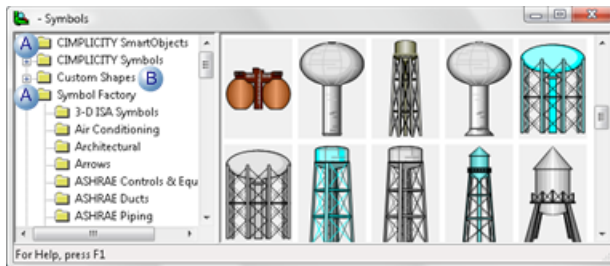 - Symbols
A CIMPLICITY SmartObjects
CIMPLICITY Symbols
Custom Shapes B
A Symbol Factory
3-D ISA Symbols
Air Conditioning
Architectural
Arrows
ASHRAE Controls & Equ
ASHRAE Ducts
ASHRAE Piping
For Help, press F1